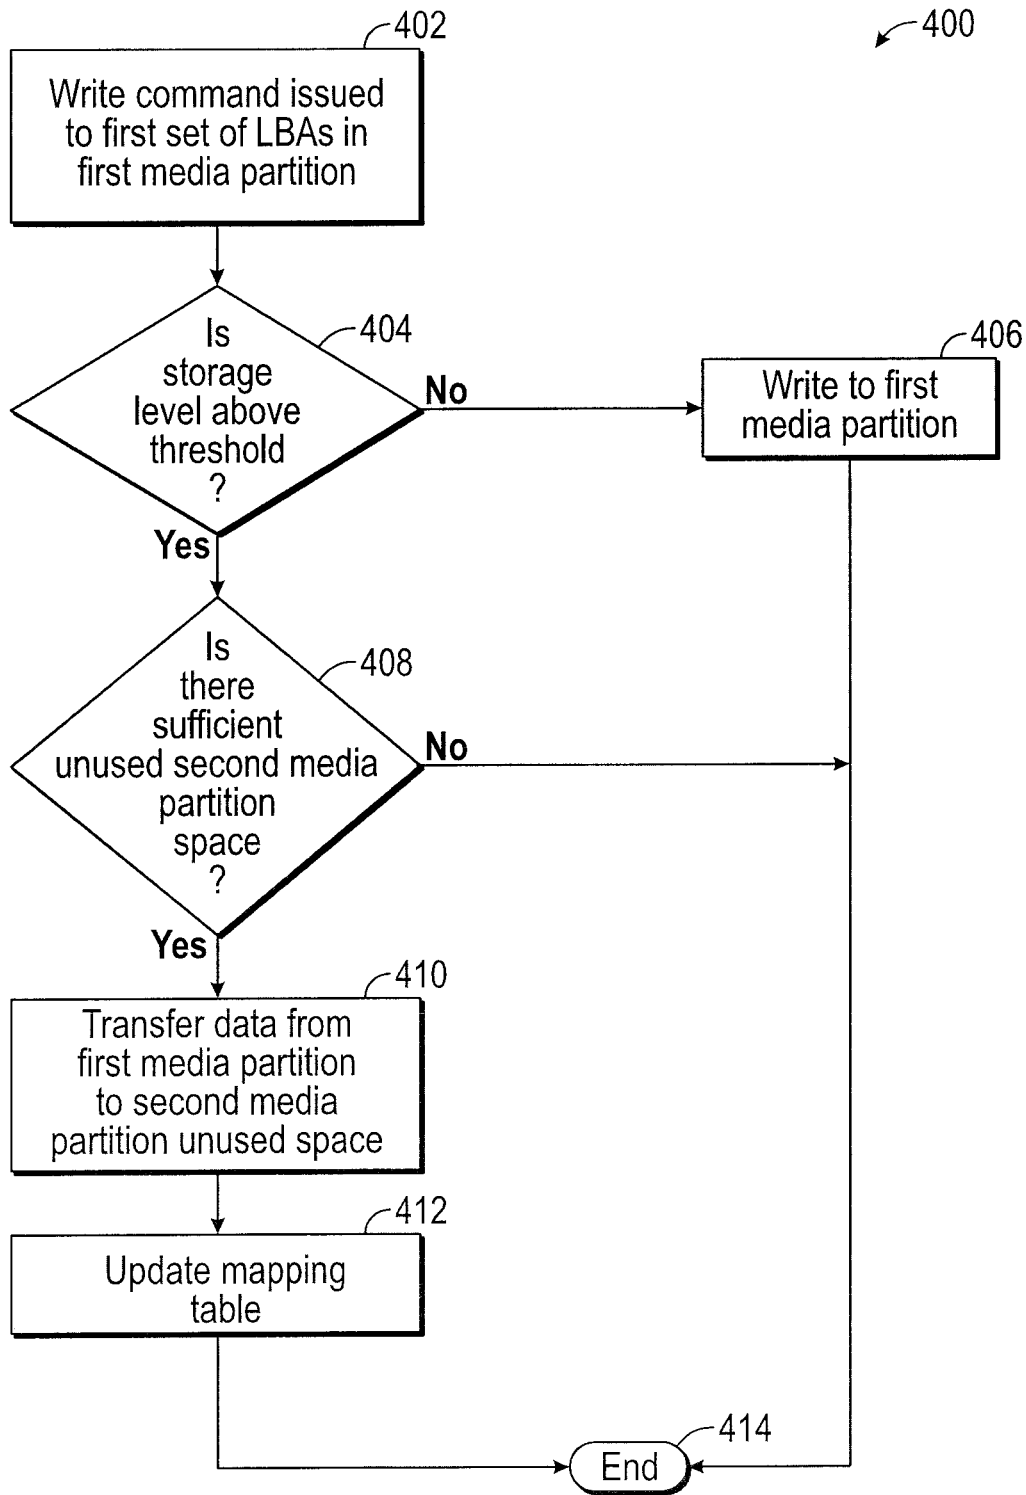 402
400
Write command issued
to first set of LBAs in
first media partition
404
Is
storage
level above
threshold
?
No
406
Write to first
media partition
Yes
408
Is
there
sufficient
unused second media
partition
space
?
No
Yes
410
Transfer data from
first media partition
to second media
partition unused space
412
Update mapping
table
414
End